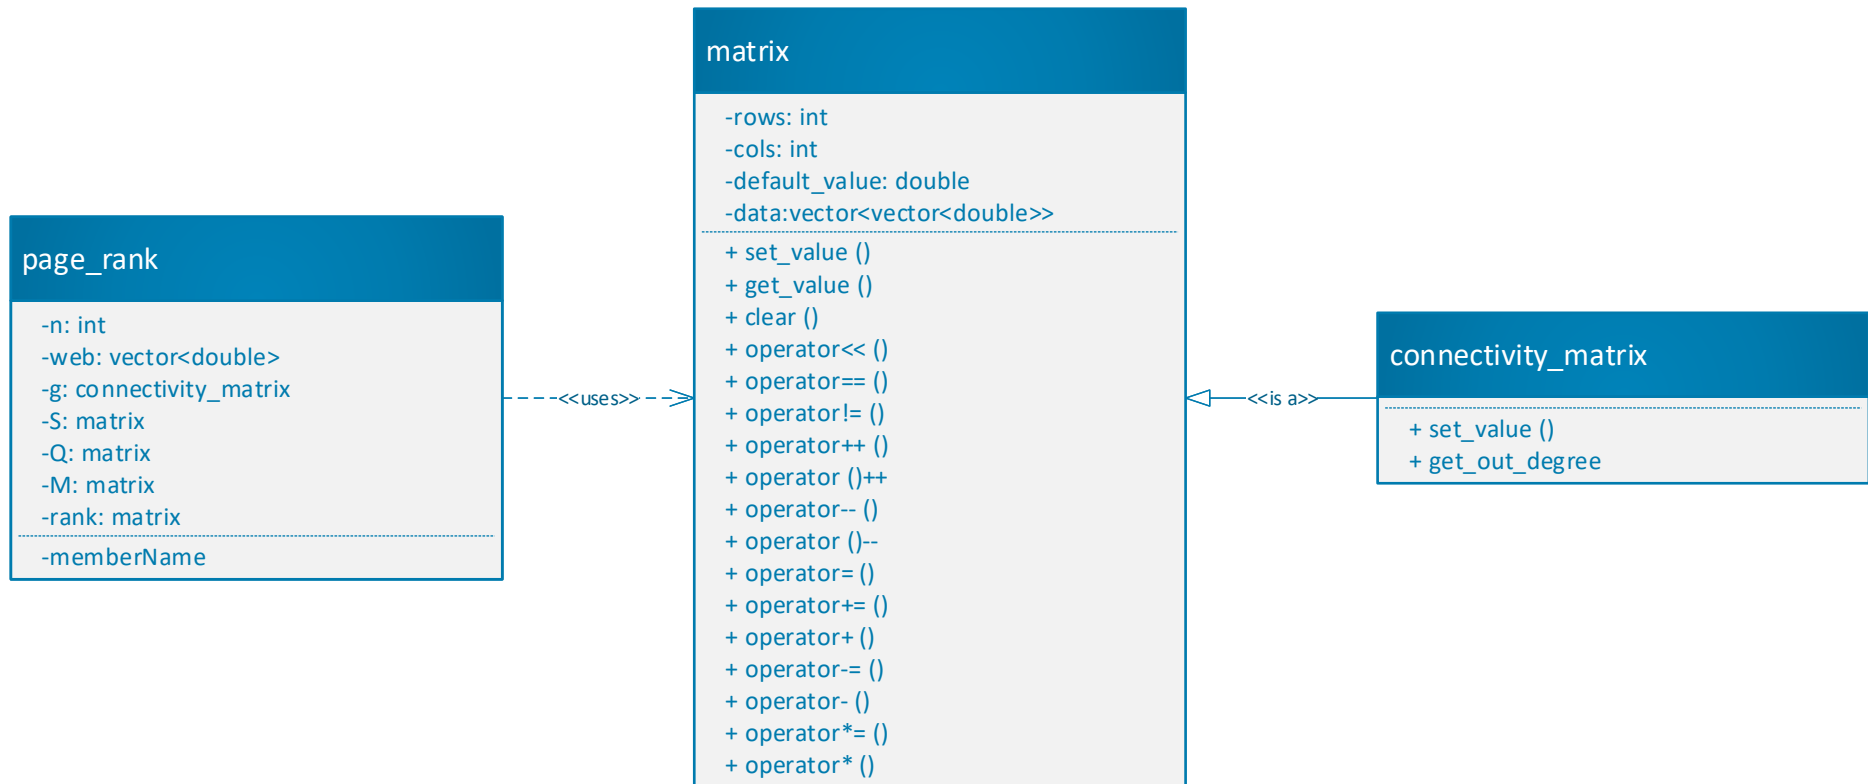 page_rank
-n: int
-web: vector<double>
-g: connectivity_matrix
-S: matrix
-Q: matrix
-M: matrix
-rank: matrix
-memberName
<<uses>>
matrix
-rows: int
-cols: int
-default_value: double
-data:vector<vector<double>>
+ set_value ()
+ get_value ()
+ clear ()
+ operator<< ()
+ operator== ()
+ operator!= ()
+ operator++ ()
+ operator ()++
+ operator-- ()
+ operator ()--
+ operator= ()
+ operator+= ()
+ operator+ ()
+ operator-= ()
+ operator- ()
+ operator*= ()
+ operator* ()
<<is a>>
connectivity_matrix
+ set_value ()
+ get_out_degree